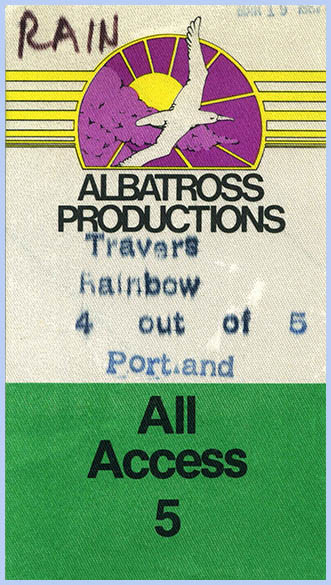 RAIN
ALBATROSS
PRODUCTIONS
Travers
Rainbow
4 out of 5
Portland
All
Access
5